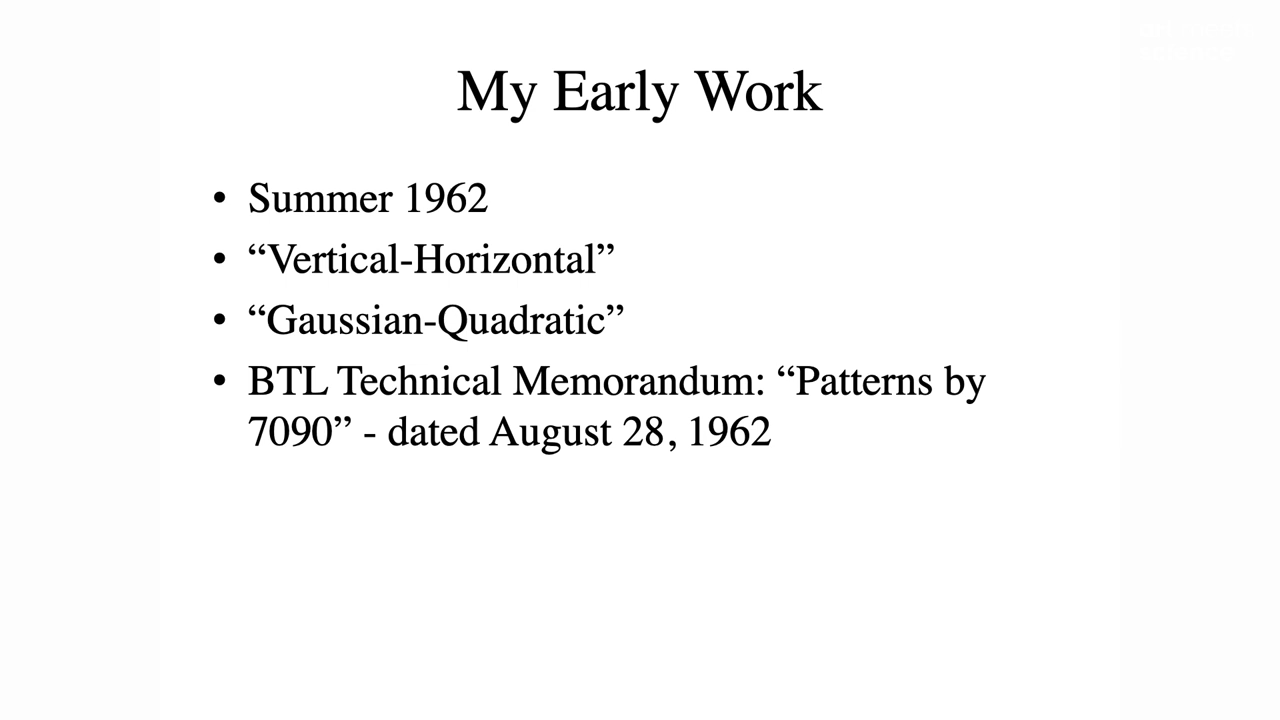 My Early Work
• Summer 1962
• “Vertical-Horizontal”
• “Gaussian-Quadratic”
• BTL Technical Memorandum: “Patterns by
7090” - dated August 28, 1962